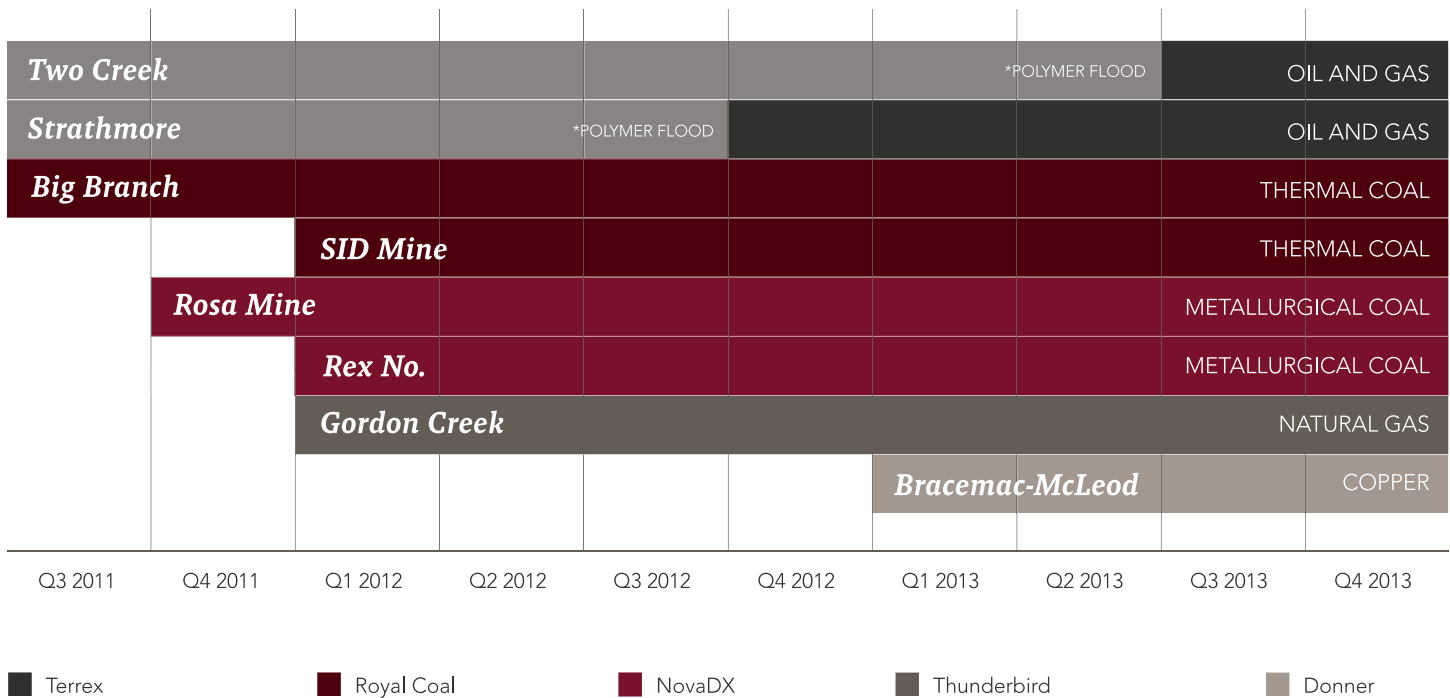 Two Creek *POLYMER FLOOD OIL AND GAS
Strathmore *POLYMER FLOOD OIL AND GAS
Big Branch THERMAL COAL
SID Mine THERMAL COAL
Rosa Mine METALLURGICAL COAL
Rex No. METALLURGICAL COAL
Gordon Creek NATURAL GAS
Bracemac-McLeod COPPER
Q3 2011 Q4 2011 Q1 2012 Q2 2012 Q3 2012 Q4 2012 Q1 2013 Q2 2013 Q3 2013 Q4 2013
Terrex Royal Coal NovaDX Thunderbird Donner